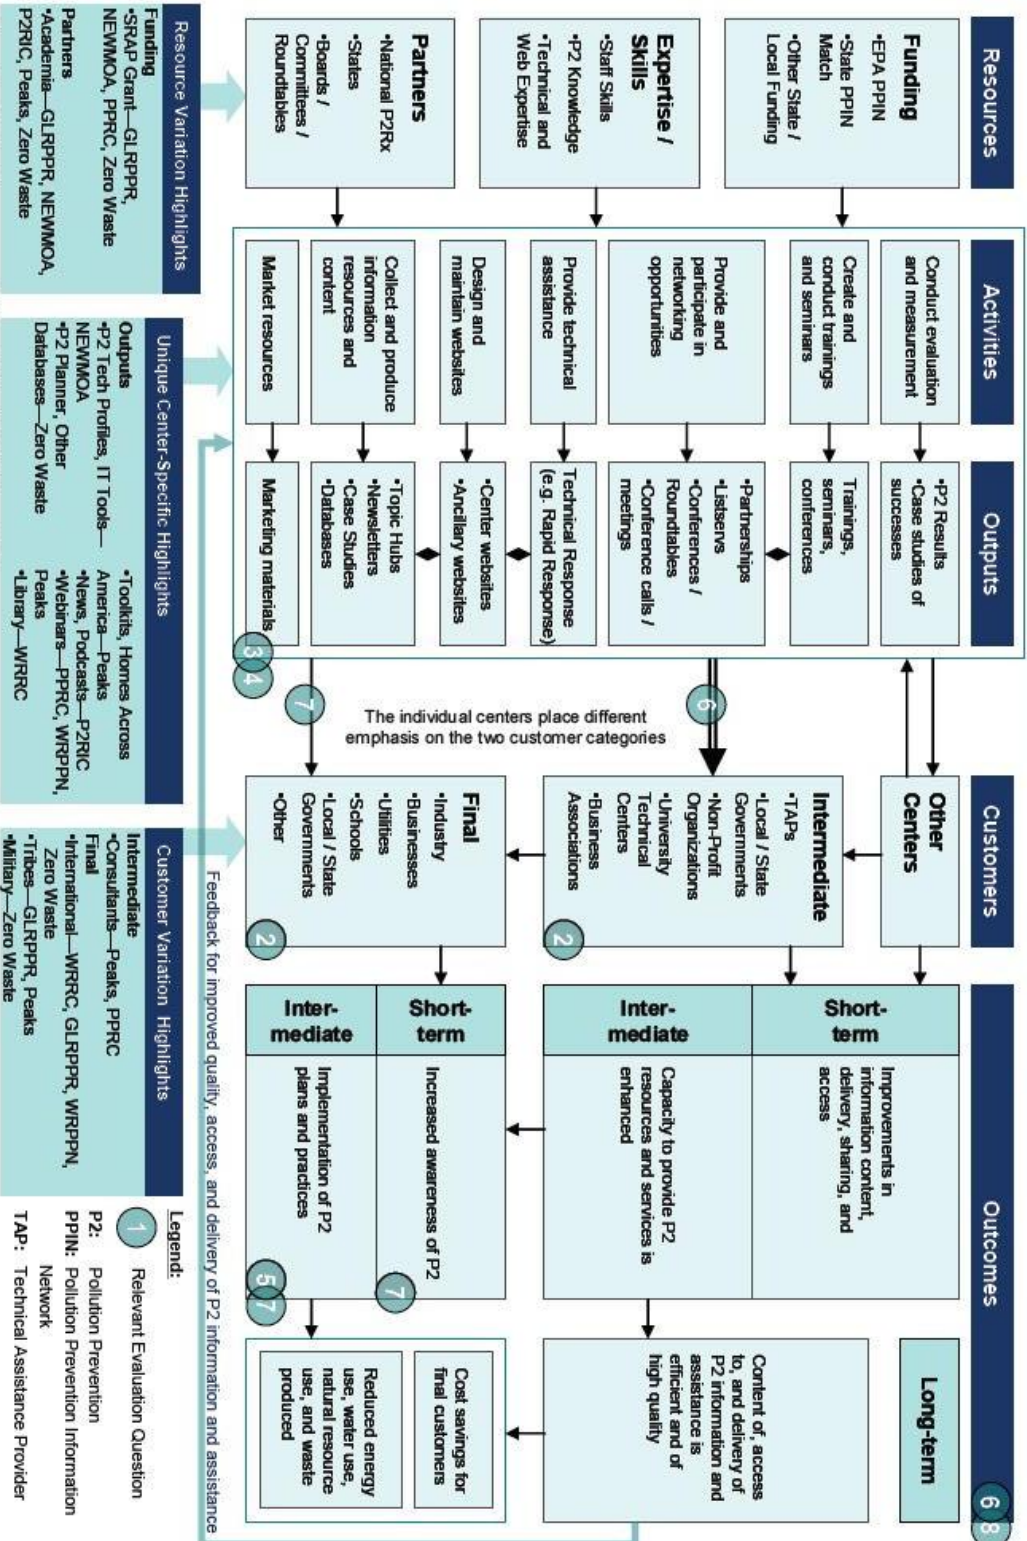 Resources
Activities
Outputs
Customers
Outcomes
6
8
Funding
•EPA PPIN
•State PPIN
Match
•Other State /
Local Funding
Expertise /
Skills
•Staff Skills
•P2 Knowledge
•Technical and
Web Expertise
Partners
•National P2Rx
•States
•Boards /
Committees /
Roundtables
Conduct evaluation
and measurement
Create and
conduct trainings
and seminars
Provide and
participate in
networking
opportunities
Provide technical
assistance
Design and
maintain websites
Collect and produce
information
resources and
content
Market resources
•P2 Results
•Case studies of
successes
Trainings,
seminars,
conferences
•Partnerships
•Listservs
•Conferences /
Roundtables
•Conference calls /
meetings
Technical Response
(e.g. Rapid Response)
•Center websites
•Ancillary websites
•Topic Hubs
•Newsletters
•Case Studies
•Databases
Marketing materials
3
4
6
The individual centers place different
emphasis on the two customer categories
7
Other
Centers
Intermediate
•TAPs
•Local / State
Governments
•Non-Profit
Organizations
•University
Technical
Centers
•Business
Associations
2
Final
•Industry
•Businesses
•Utilities
•Schools
•Local / State
Governments
•Other
2
Short-
term
Improvements in
information content,
delivery, sharing, and
access
Inter-
mediate
Capacity to provide P2
resources and services is
enhanced
Short-
term
Increased awareness of P2
7
Inter-
mediate
Implementation of P2
plans and practices
5
7
Long-term
Content of, access
to, and delivery of
P2 information and
assistance is
efficient and of
high quality
Cost savings for
final customers
Reduced energy
use, water use,
natural resource
use, and waste
produced
Feedback for improved quality, access, and delivery of P2 information and assistance
Resource Variation Highlights
Funding
•SRAP Grant—GLRPPR,
NEWMOA, PPRC, Zero Waste
Partners
•Academia—GLRPPR, NEWMOA,
P2RIC, Peaks, Zero Waste
Unique Center-Specific Highlights
Outputs
•P2 Tech Profiles, IT Tools—
NEWMOA
•P2 Planner, Other
Databases—Zero Waste
•Toolkits, Homes Across
America—Peaks
•News, Podcasts—P2RIC
•Webinars—PPRC, WRPPN,
Peaks
•Library—WRRC
Customer Variation Highlights
Intermediate
•Consultants—Peaks, PPRC
Final
•International—WRRC, GLRPPR, WRPPN,
Zero Waste
•Tribes—GLRPPR, Peaks
•Military—Zero Waste
Legend:
1 Relevant Evaluation Question
P2: Pollution Prevention
PPIN: Pollution Prevention Information
Network
TAP: Technical Assistance Provider